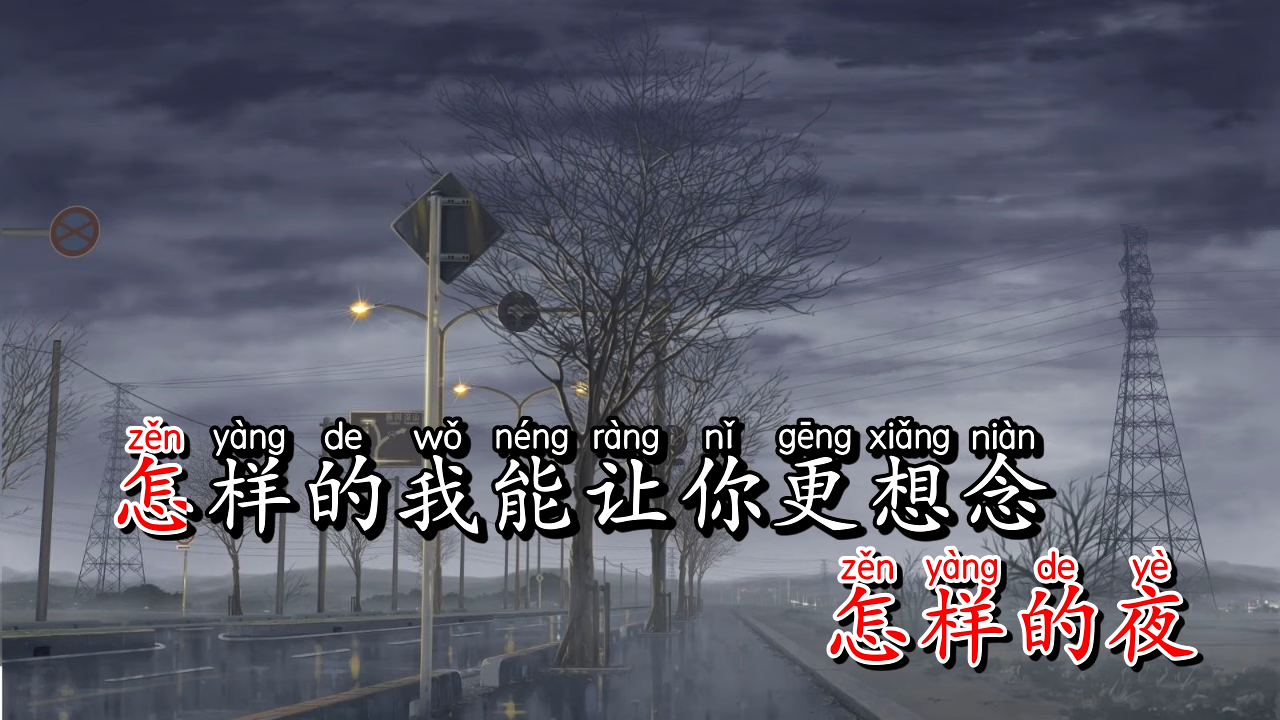 zěn yàng de wǒ néng ràng nǐ gēng xiǎng niàn
怎样的我能让你更想念
zěn yàng de yè
怎样的夜